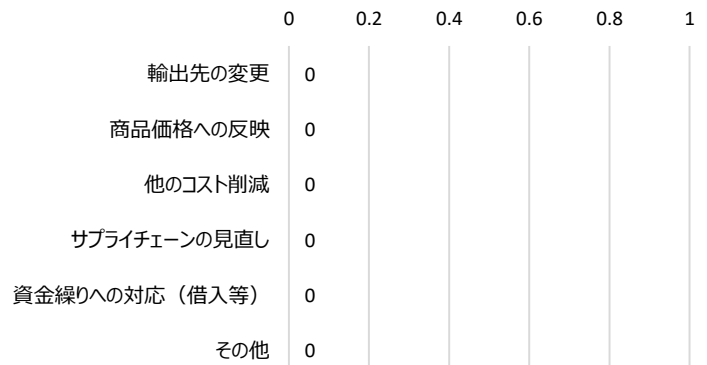 0 0.2 0.4 0.6 0.8 1
輸出先の変更 0
商品価格への反映 0
他のコスト削減 0
サプライチェーンの見直し 0
資金繰りへの対応（借入等） 0
その他 0